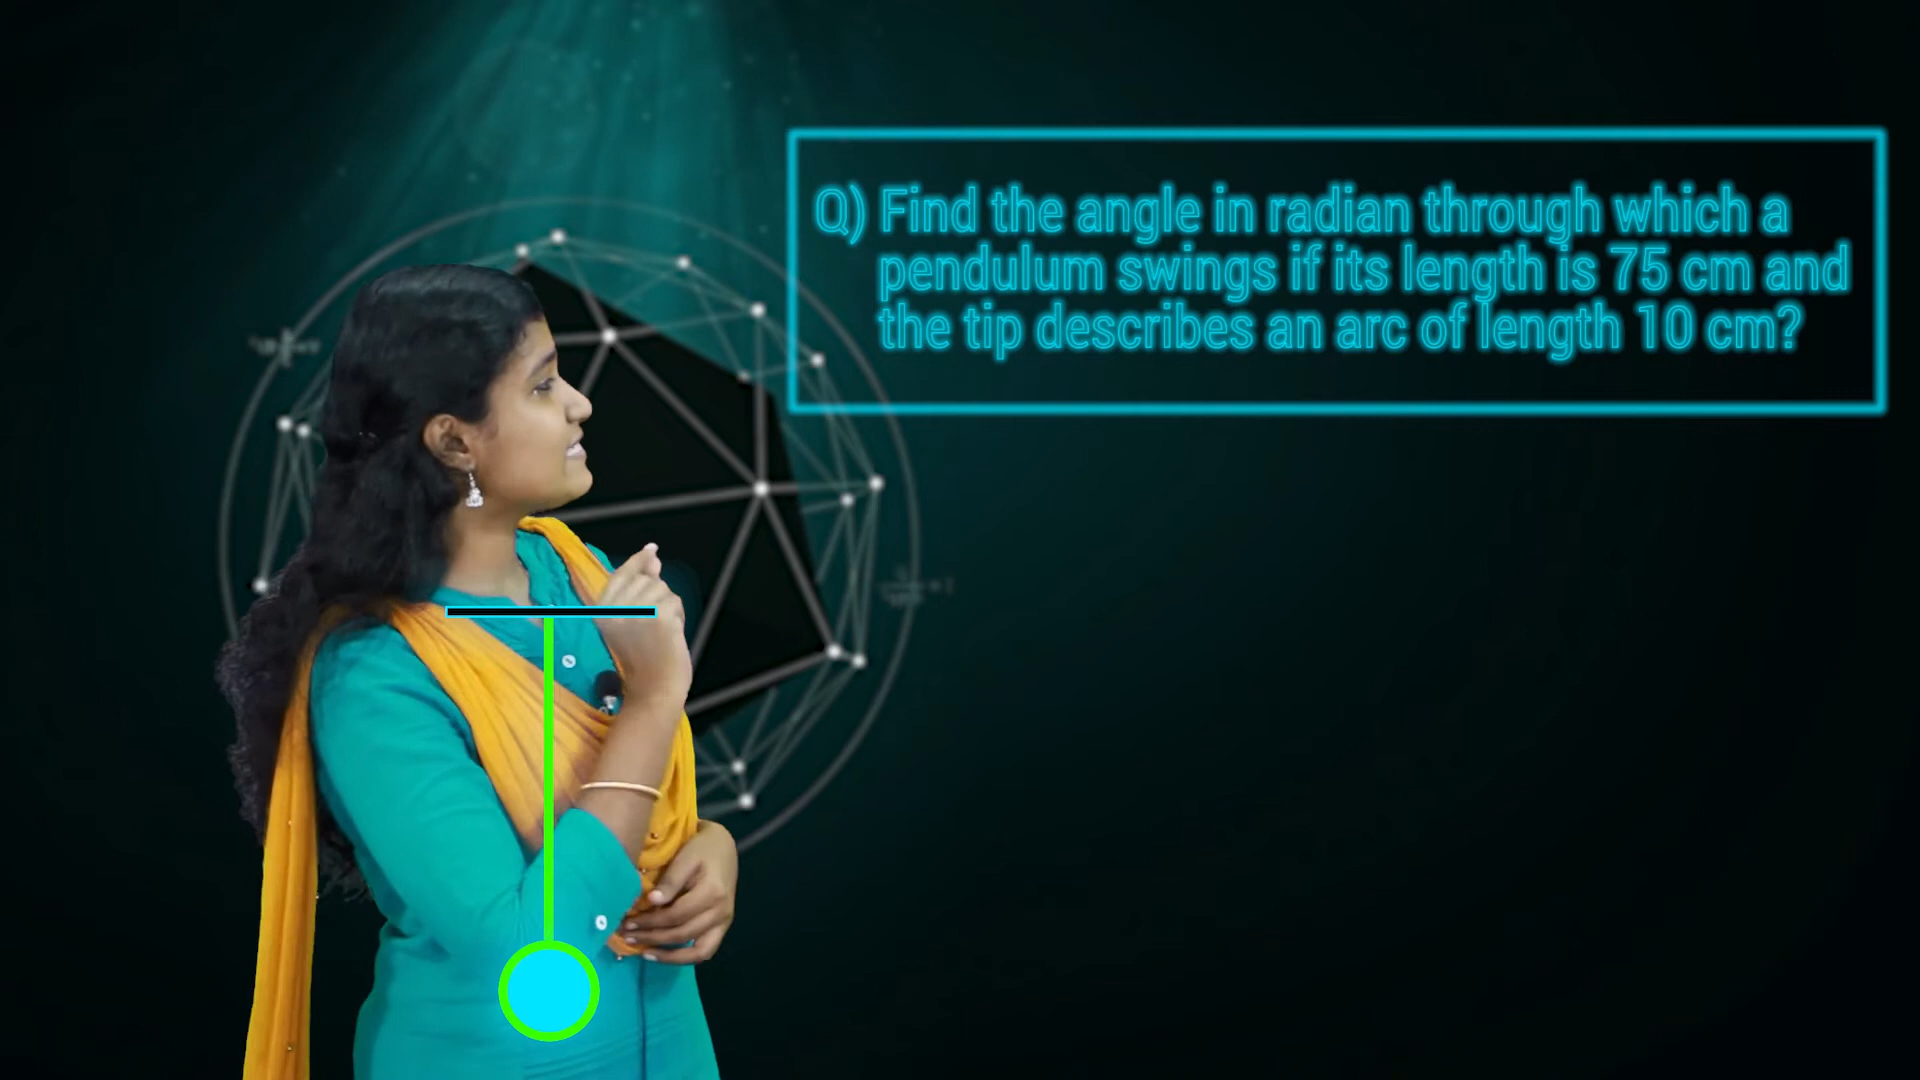 Q) Find the angle in radian through which a
pendulum swings if its length is 75 cm and
the tip describes an arc of length 10 cm?